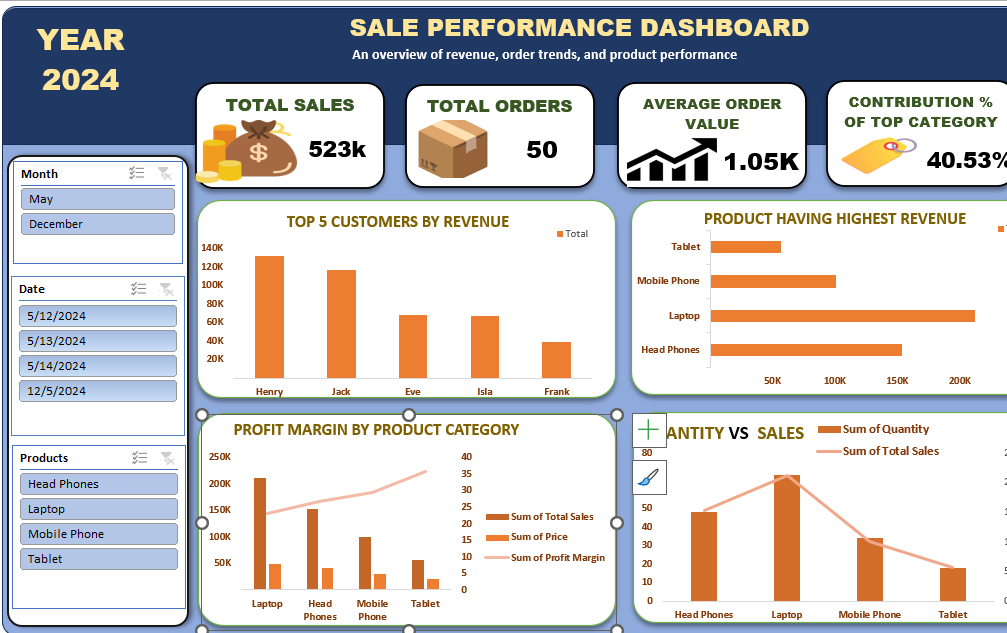 YEAR
2024
SALE PERFORMANCE DASHBOARD
An overview of revenue, order trends, and product performance
TOTAL SALES
523k
TOTAL ORDERS
50
AVERAGE ORDER
VALUE
1.05K
CONTRIBUTION %
OF TOP CATEGORY
40.53%
Month
May
December
Date
5/12/2024
5/13/2024
5/14/2024
12/5/2024
Products
Head Phones
Laptop
Mobile Phone
Tablet
TOP 5 CUSTOMERS BY REVENUE
Total
140K
120K
100K
80K
60K
40K
20K
Henry Jack Eve Isla Frank
PRODUCT HAVING HIGHEST REVENUE
Tablet
Mobile Phone
Laptop
Head Phones
50K 100K 150K 200K
PROFIT MARGIN BY PRODUCT CATEGORY
250K
200K
150K
100K
50K
40
35
30
25
20
15
10
5
0
Sum of Total Sales
Sum of Price
Sum of Profit Margin
Laptop Head Phones Mobile Phone Tablet
ANTITY VS SALES
Sum of Quantity
Sum of Total Sales
80
50
40
30
20
10
0
Head Phones Laptop Mobile Phone Tablet